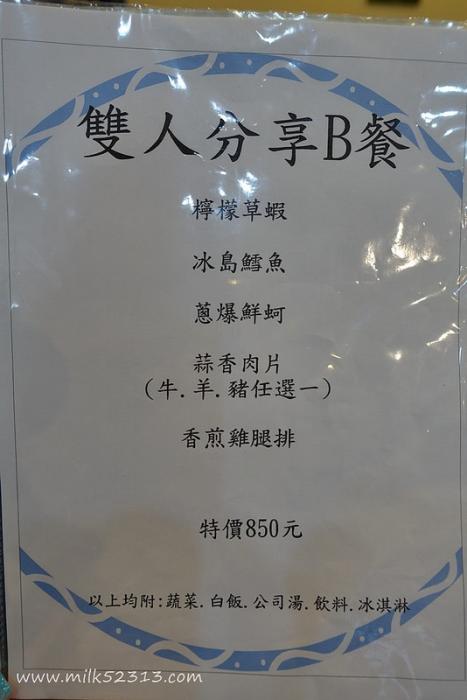 雙人分享B餐
檸檬草蝦
冰島鱈魚
蔥爆鮮蚵
蒜香肉片
(牛.羊.豬任選一)
香煎雞腿排
特價850元
以上均附:蔬菜.白飯.公司湯.飲料.冰淇淋
www.milk52313.com